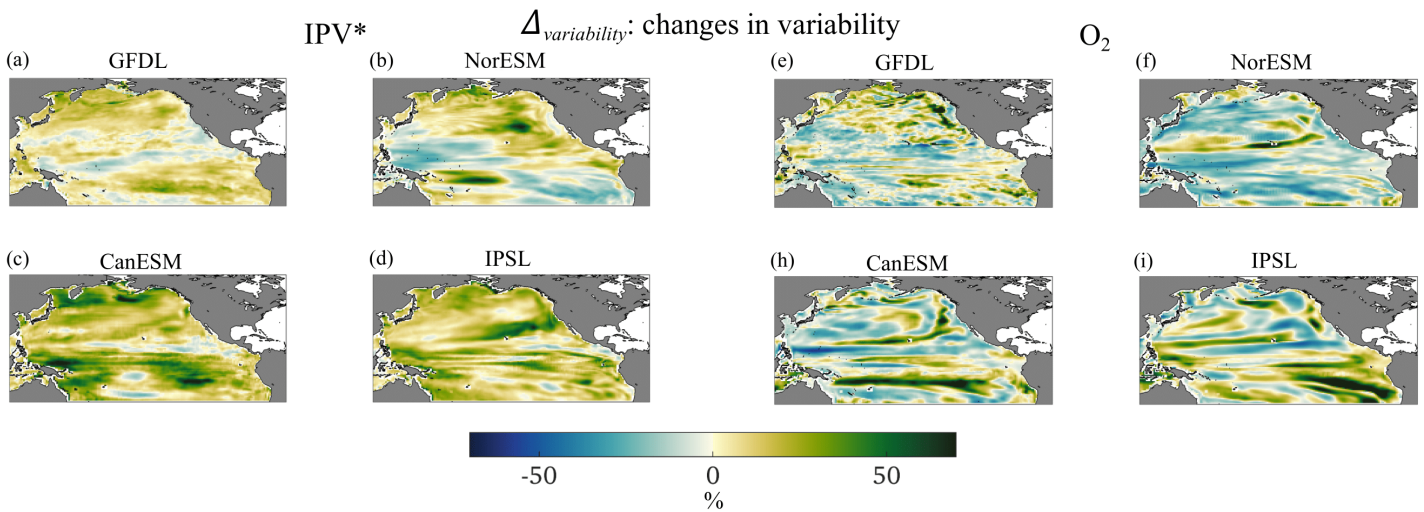 Δvariability: changes in variability
IPV*
O2
(a)
GFDL
(b)
NorESM
(e)
GFDL
(f)
NorESM
(c)
CanESM
(d)
IPSL
(h)
CanESM
(i)
IPSL
-50
0
50
%